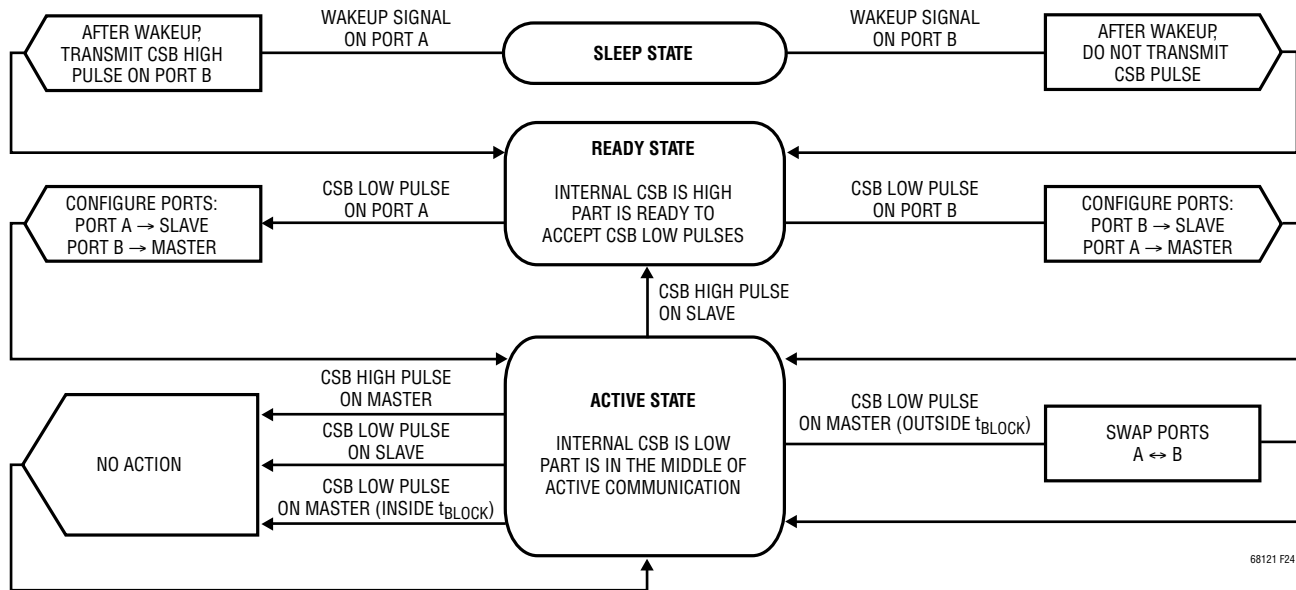 AFTER WAKEUP,
TRANSMIT CSB HIGH
PULSE ON PORT B
WAKEUP SIGNAL
ON PORT A
SLEEP STATE
WAKEUP SIGNAL
ON PORT B
AFTER WAKEUP,
DO NOT TRANSMIT
CSB PULSE
READY STATE
INTERNAL CSB IS HIGH
PART IS READY TO
ACCEPT CSB LOW PULSES
CONFIGURE PORTS:
PORT A → SLAVE
PORT B → MASTER
CSB LOW PULSE
ON PORT A
CSB LOW PULSE
ON PORT B
CONFIGURE PORTS:
PORT B → SLAVE
PORT A → MASTER
CSB HIGH PULSE
ON SLAVE
NO ACTION
CSB HIGH PULSE
ON MASTER
CSB LOW PULSE
ON SLAVE
CSB LOW PULSE
ON MASTER (INSIDE tBLOCK)
ACTIVE STATE
INTERNAL CSB IS LOW
PART IS IN THE MIDDLE OF
ACTIVE COMMUNICATION
CSB LOW PULSE
ON MASTER (OUTSIDE tBLOCK)
SWAP PORTS
A ↔ B
68121 F24